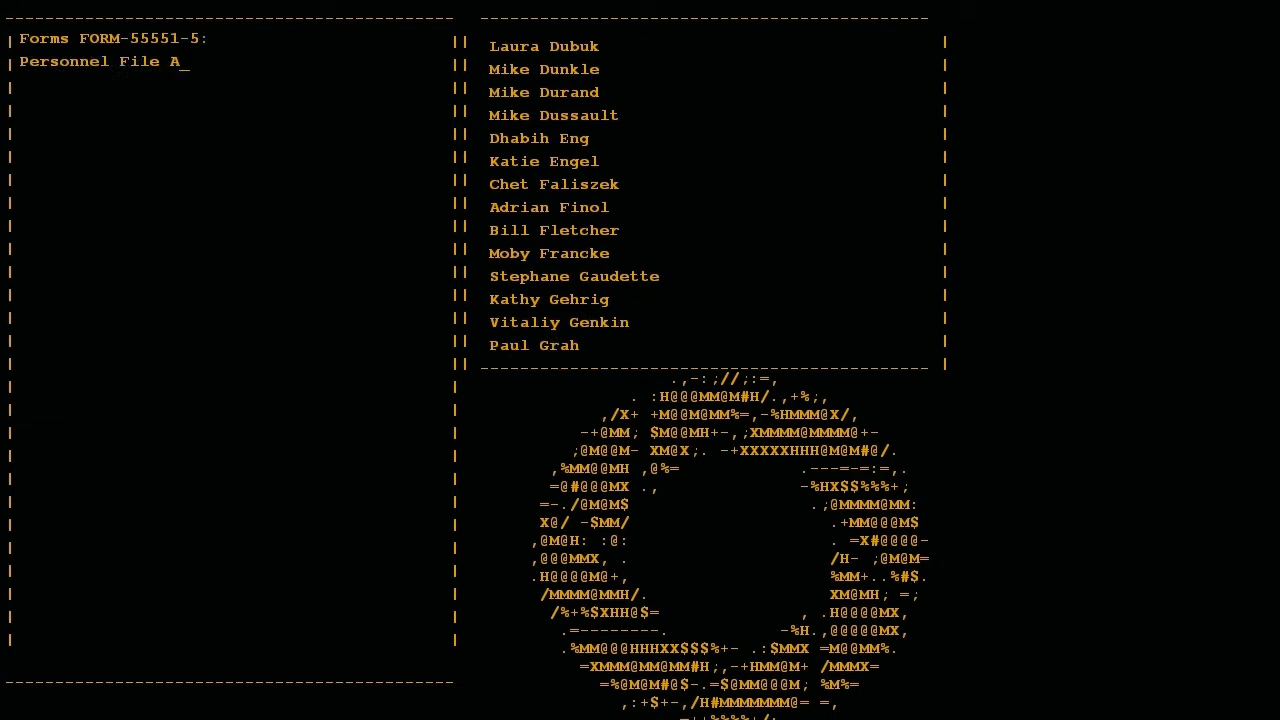 Forms FORM-55551-5:
Personnel File A_
Laura Dubuk
Mike Dunkle
Mike Durand
Mike Dussault
Dhabih Eng
Katie Engel
Chet Faliszek
Adrian Finol
Bill Fletcher
Moby Francke
Stephane Gaudette
Kathy Gehrig
Vitaliy Genkin
Paul Grah